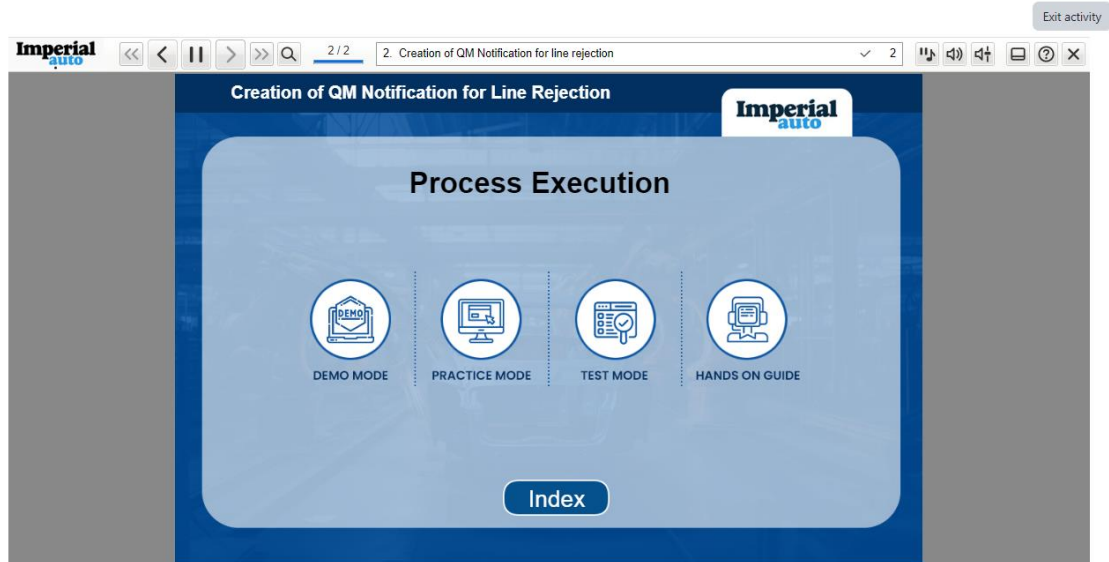 Exit activity
Imperial
auto
2 / 2
2. Creation of QM Notification for line rejection
2
Creation of QM Notification for Line Rejection
Imperial
auto
Process Execution
DEMO
DEMO MODE
PRACTICE MODE
TEST MODE
HANDS ON GUIDE
Index